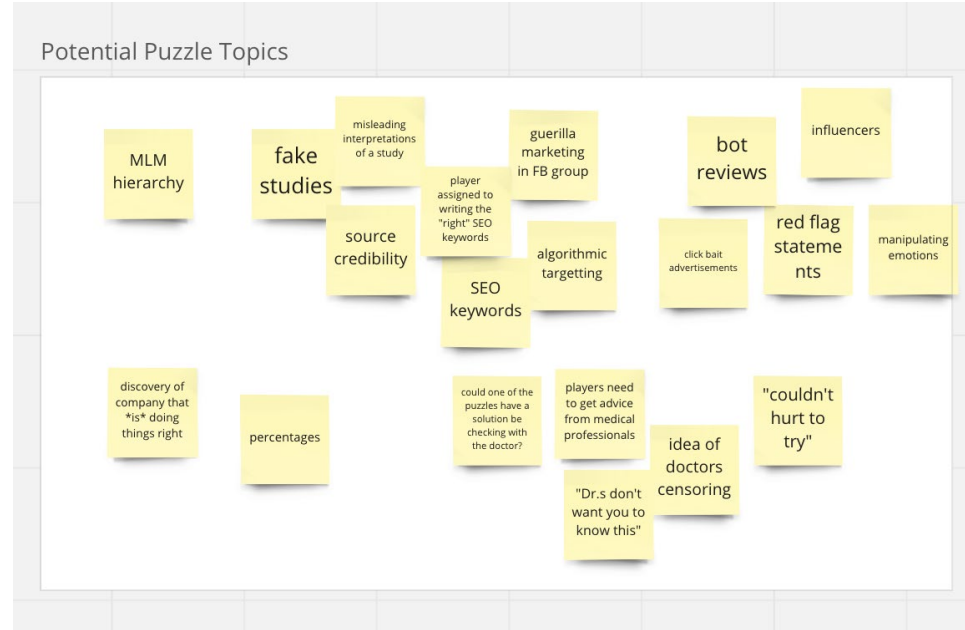 Potential Puzzle Topics
MLM
hierarchy
fake
studies
misleading
interpretations
of a study
source
credibility
player
assigned to
writing the
"right" SEO
keywords
SEO
keywords
guerilla
marketing
in FB group
algorithmic
targetting
bot
reviews
influencers
click bait
advertisements
red flag
stateme
nts
manipulating
emotions
discovery of
company that
*is* doing
things right
percentages
could one of the
puzzles have a
solution be
checking with
the doctor?
players need
to get advice
from medical
professionals
"Dr.s don't
want you to
know this"
idea of
doctors
censoring
"couldn't
hurt to
try"